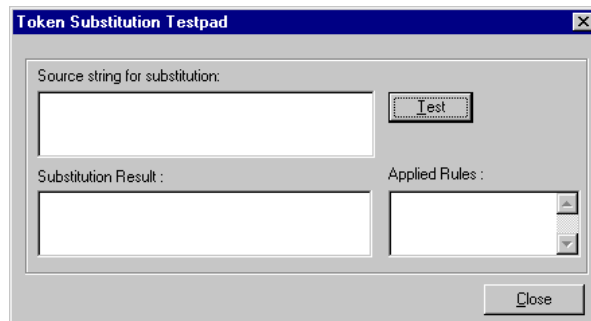 Token Substitution Testpad
Source string for substitution:
Test
Substitution Result :
Applied Rules :
Close